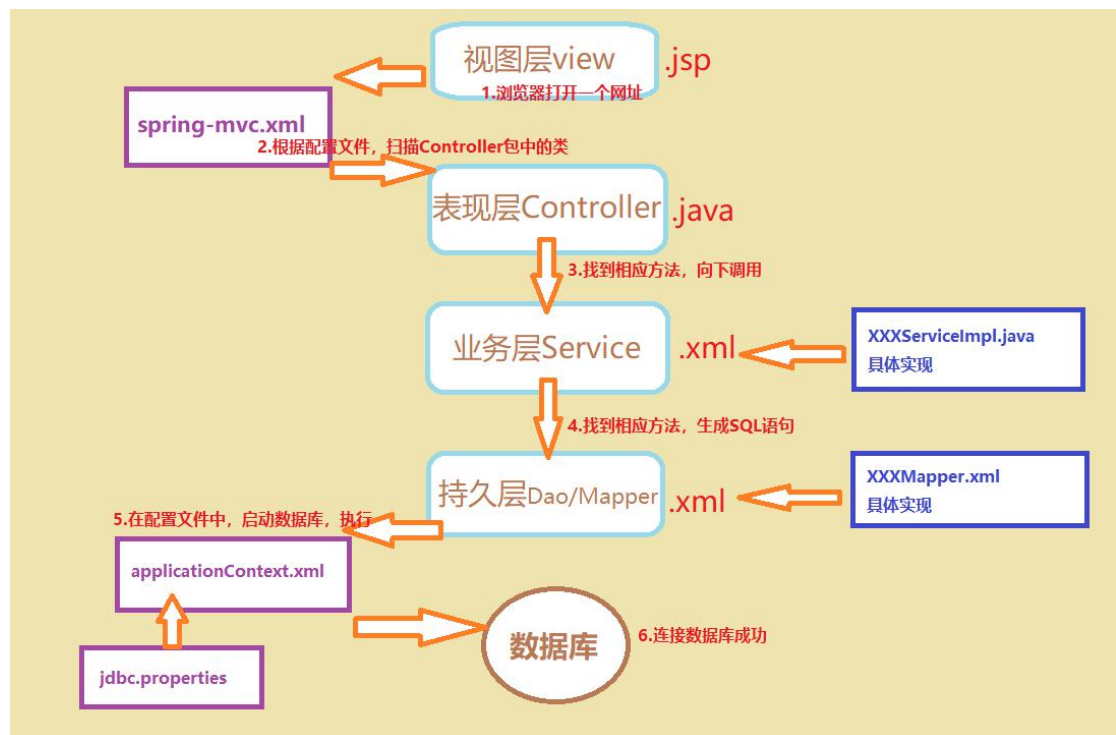 视图层view
.jsp
1.浏览器打开一个网址
spring-mvc.xml
2.根据配置文件，扫描Controller包中的类
表现层Controller
.java
3.找到相应方法，向下调用
业务层Service
.xml
XXXServiceImpl.java
具体实现
4.找到相应方法，生成SQL语句
持久层Dao/Mapper
.xml
XXXMapper.xml
具体实现
5.在配置文件中，启动数据库，执行
applicationContext.xml
数据库
6.连接数据库成功
jdbc.properties